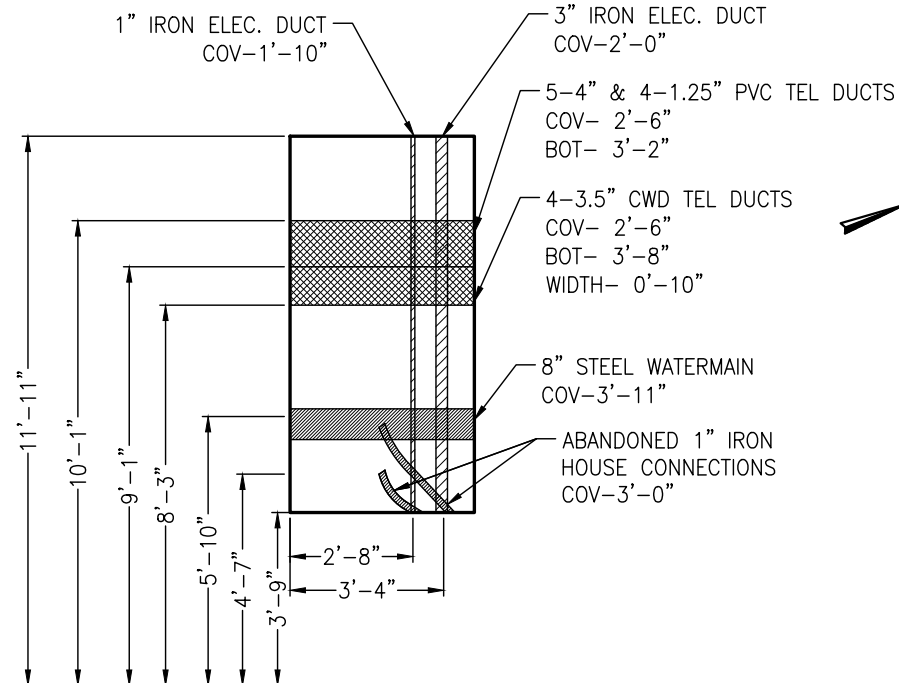 1” IRON ELEC. DUCT
COV–1’–10”
3” IRON ELEC. DUCT
COV–2’–0”
5–4” & 4–1.25” PVC TEL DUCTS
COV– 2’–6”
BOT– 3’–2”
4–3.5” CWD TEL DUCTS
COV– 2’–6”
BOT– 3’–8”
WIDTH– 0’–10”
8” STEEL WATERMAIN
COV–3’–11”
ABANDONED 1” IRON
HOUSE CONNECTIONS
COV–3’–0”
11’–11”
10’–1”
9’–1”
8’–3”
5’–10”
4’–7”
3’–9”
2’–8”
3’–4”